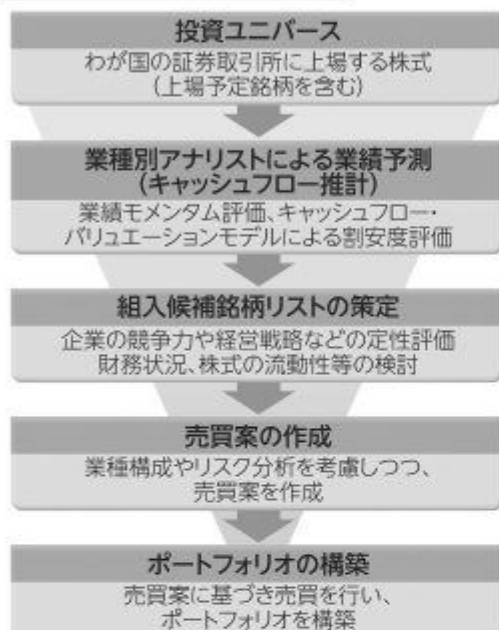 投資ユニバース
わが国の証券取引所に上場する株式
(上場予定銘柄を含む)
業種別アナリストによる業績予測
(キャッシュフロー推計)
業績モメンタム評価、キャッシュフロー・
バリュエーションモデルによる割安度評価
組入候補銘柄リストの策定
企業の競争力や経営戦略などの定性評価
財務状況、株式の流動性等の検討
売買案の作成
業種構成やリスク分析を考慮しつつ、
売買案を作成
ポートフォリオの構築
売買案に基づき売買を行い、
ポートフォリオを構築